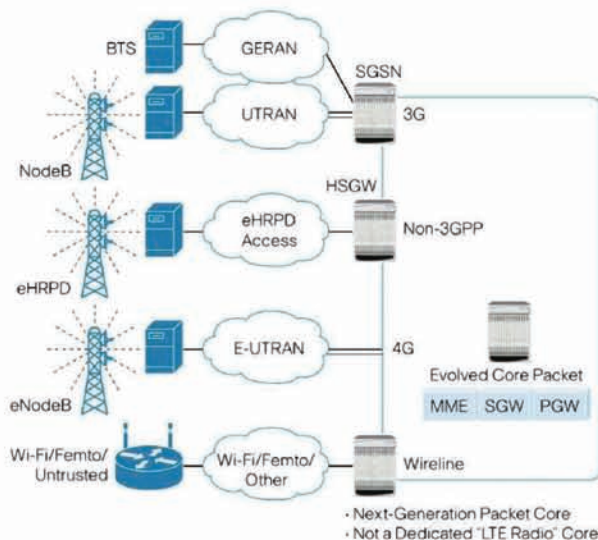 BTS
GERAN
SGSN
UTRAN
3G
NodeB
HSGW
eHRPD
Access
Non-3GPP
eHRPD
E-UTRAN
4G
Evolved Core Packet
MME SGW PGW
eNodeB
Wi-Fi/Femto/
Untrusted
Wi-Fi/Femto/
Other
Wireline
· Next-Generation Packet Core
· Not a Dedicated "LTE Radio" Core